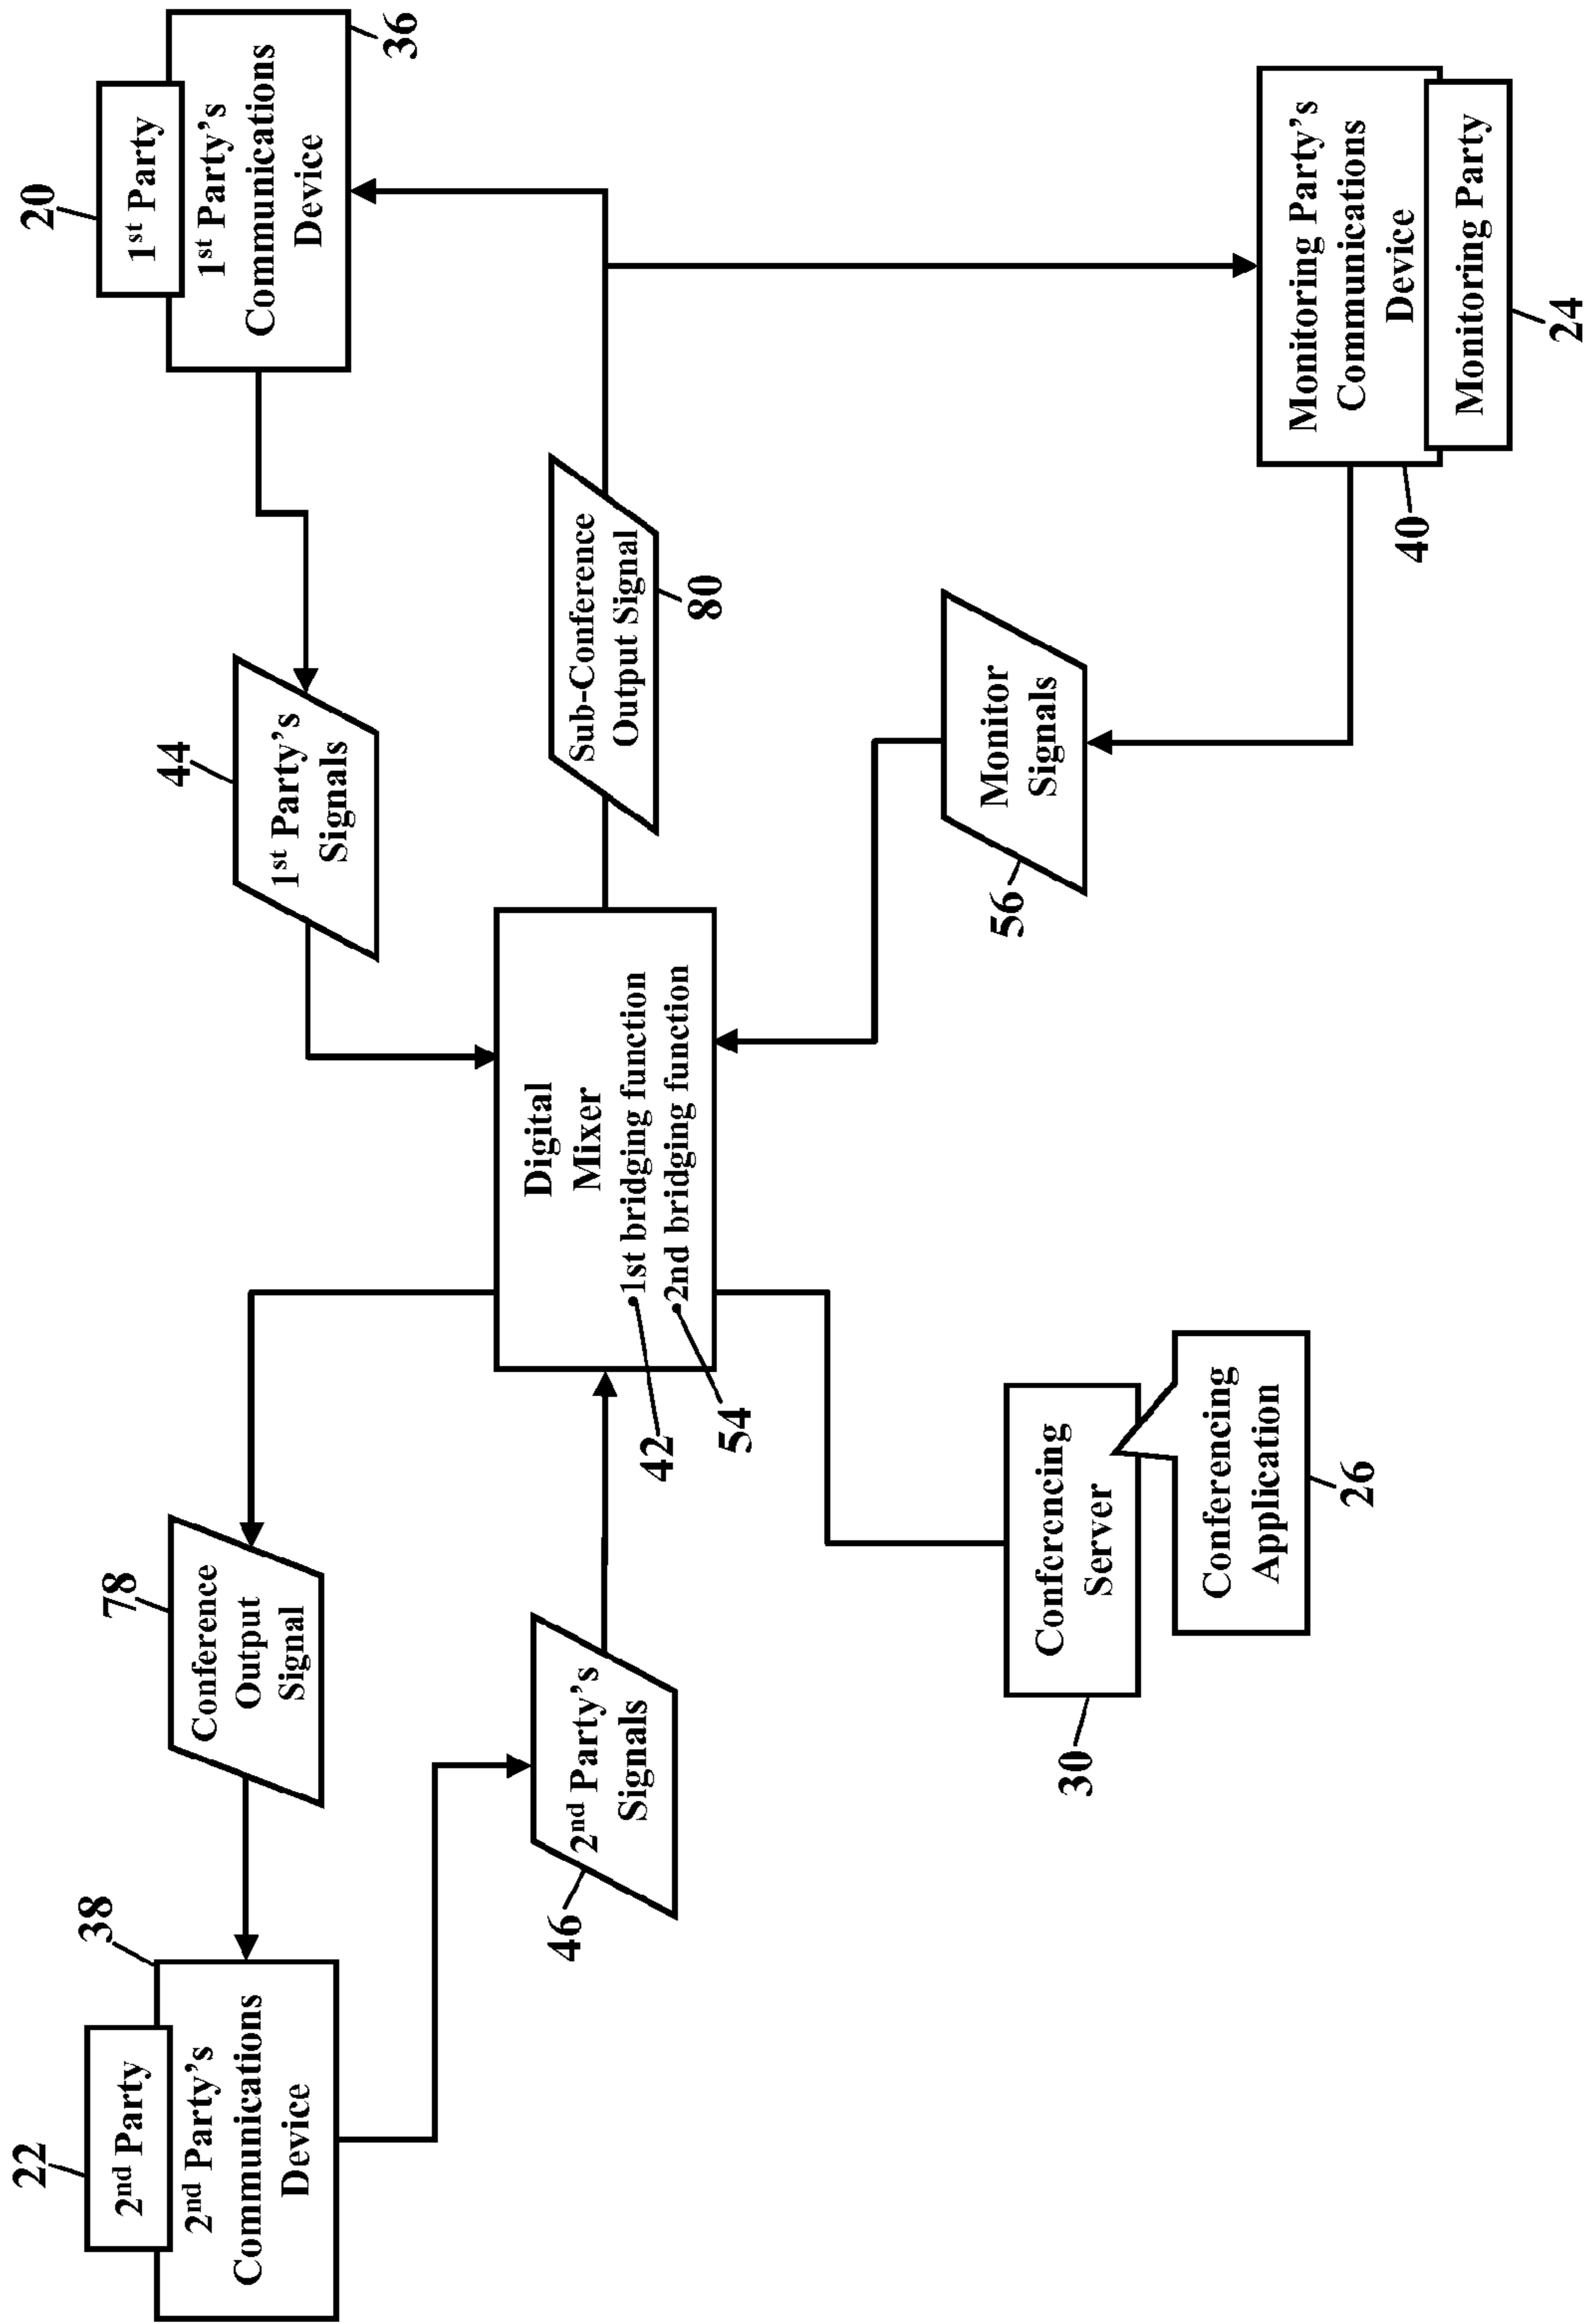 22
2nd Party
2nd Party's
Communications
Device
38
78
Conference
Output
Signal
44
1st Party's
Signals
20
1st Party
1st Party's
Communications
Device
36
46
2nd Party's
Signals
Digital
Mixer
•1st bridging function
•2nd bridging function
42
54
Sub-Conference
Output Signal
80
30
Conferencing
Server
Conferencing
Application
26
56
Monitor
Signals
40
Monitoring Party's
Communications
Device
Monitoring Party
24